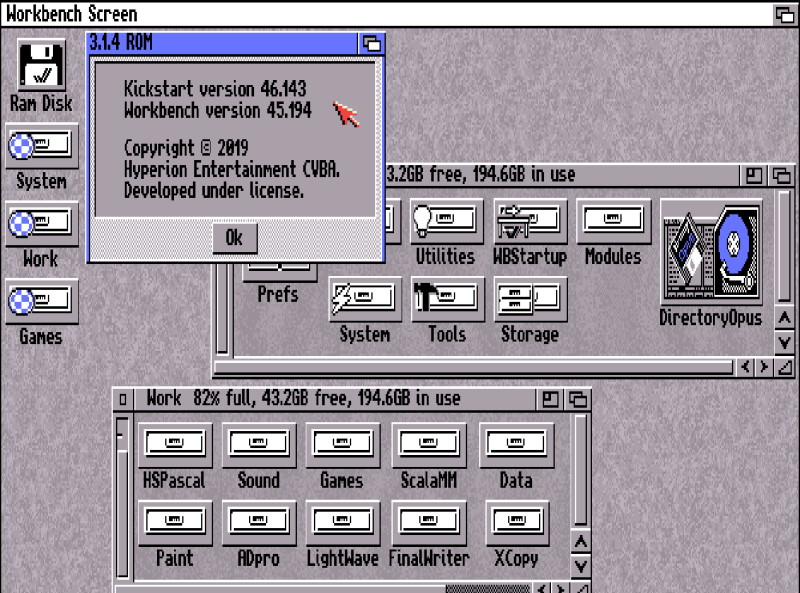 Workbench Screen
3.1.4 ROM
Kickstart version 46.143
Workbench version 45.194
Copyright © 2019
Hyperion Entertainment CVBA.
Developed under license.
Ok
Ram Disk
System
Work
Games
3.2GB free, 194.6GB in use
Utilities
WBStartup
Modules
Prefs
System
Tools
Storage
DirectoryOpus
Work 82% full, 43.2GB free, 194.6GB in use
HSPascal
Sound
Games
ScalaMM
Data
Paint
ADpro
LightWave
FinalWriter
XCopy